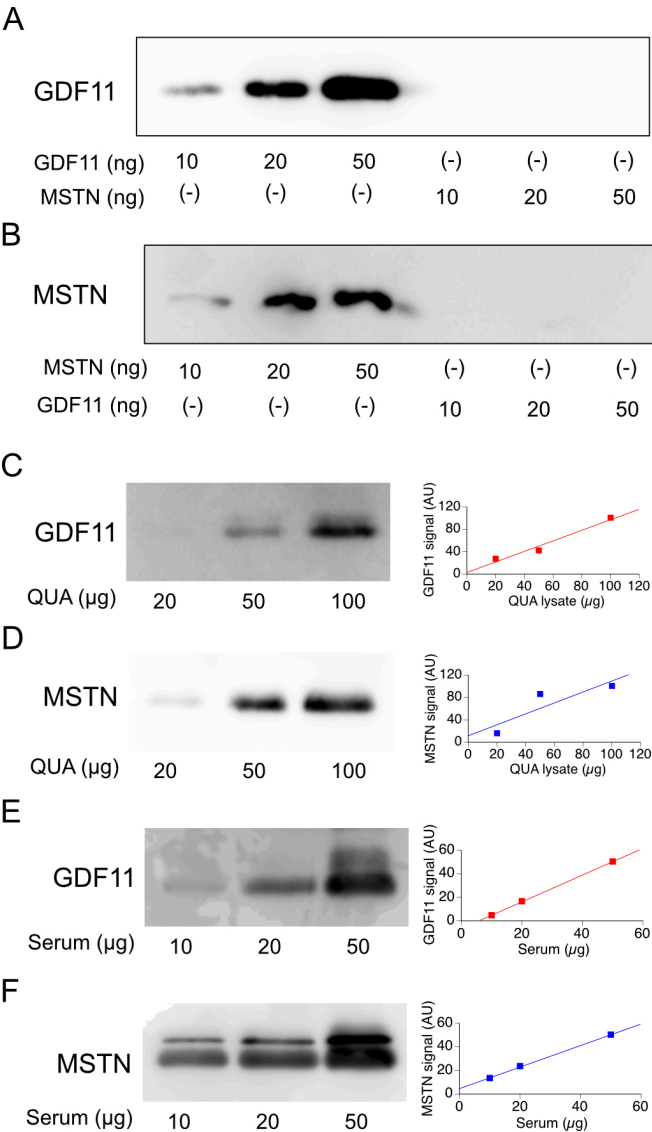 A
GDF11
GDF11 (ng) 10 20 50 (-) (-) (-)
MSTN (ng) (-) (-) (-) 10 20 50
B
MSTN
MSTN (ng) 10 20 50 (-) (-) (-)
GDF11 (ng) (-) (-) (-) 10 20 50
C
GDF11
QUA (µg) 20 50 100
GDF11 signal (AU)
120
80
40
0
0 20 40 60 80 100 120
QUA lysate (µg)
D
MSTN
QUA (µg) 20 50 100
MSTN signal (AU)
120
80
40
0
0 20 40 60 80 100 120
QUA lysate (µg)
E
GDF11
Serum (µg) 10 20 50
GDF11 signal (AU)
60
40
20
0
0 20 40 60
Serum (µg)
F
MSTN
Serum (µg) 10 20 50
MSTN signal (AU)
60
40
20
0
0 20 40 60
Serum (µg)